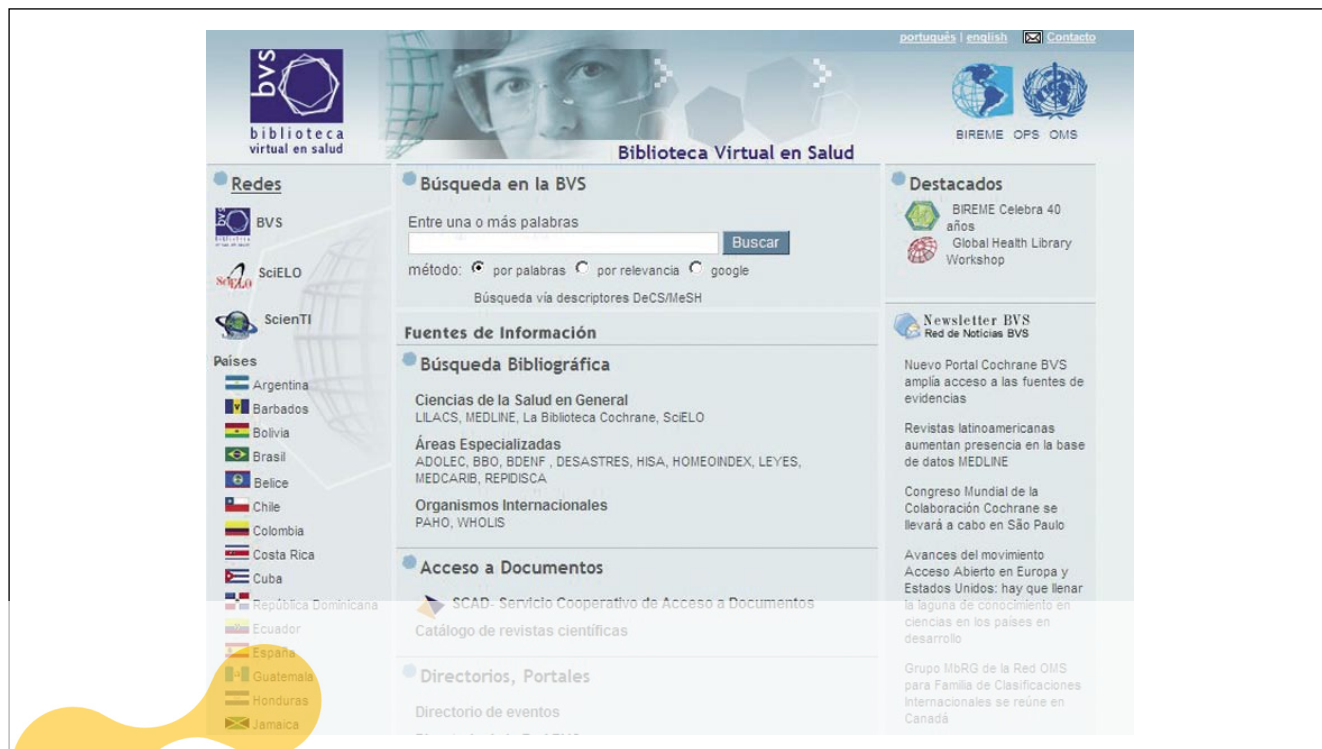 português | english Contacto
bvs
biblioteca
virtual en salud
Biblioteca Virtual en Salud
BIREME OPS OMS
Redes
BVS
SciELO
ScienTI
Países
Argentina
Barbados
Bolivia
Brasil
Belice
Chile
Colombia
Costa Rica
Cuba
República Dominicana
Ecuador
España
Guatemala
Honduras
Jamaica
Búsqueda en la BVS
Entre una o más palabras
Buscar
método: por palabras por relevancia google
Búsqueda vía descriptores DeCS/MeSH
Fuentes de Información
Búsqueda Bibliográfica
Ciencias de la Salud en General
LILACS, MEDLINE, La Biblioteca Cochrane, SciELO
Áreas Especializadas
ADOLEC, BBO, BDENF , DESASTRES, HISA, HOMEOINDEX, LEYES,
MEDCARIB, REPIDISCA
Organismos Internacionales
PAHO, WHOLIS
Acceso a Documentos
SCAD- Servicio Cooperativo de Acceso a Documentos
Catálogo de revistas científicas
Directorios, Portales
Directorio de eventos
Destacados
BIREME Celebra 40
años
Global Health Library
Workshop
Newsletter BVS
Red de Noticias BVS
Nuevo Portal Cochrane BVS
amplía acceso a las fuentes de
evidencias
Revistas latinoamericanas
aumentan presencia en la base
de datos MEDLINE
Congreso Mundial de la
Colaboración Cochrane se
llevará a cabo en São Paulo
Avances del movimiento
Acceso Abierto en Europa y
Estados Unidos: hay que llenar
la laguna de conocimiento en
ciencias en los países en
desarrollo
Grupo MbRG de la Red OMS
para Familia de Clasificaciones
Internacionales se reúne en
Canadá